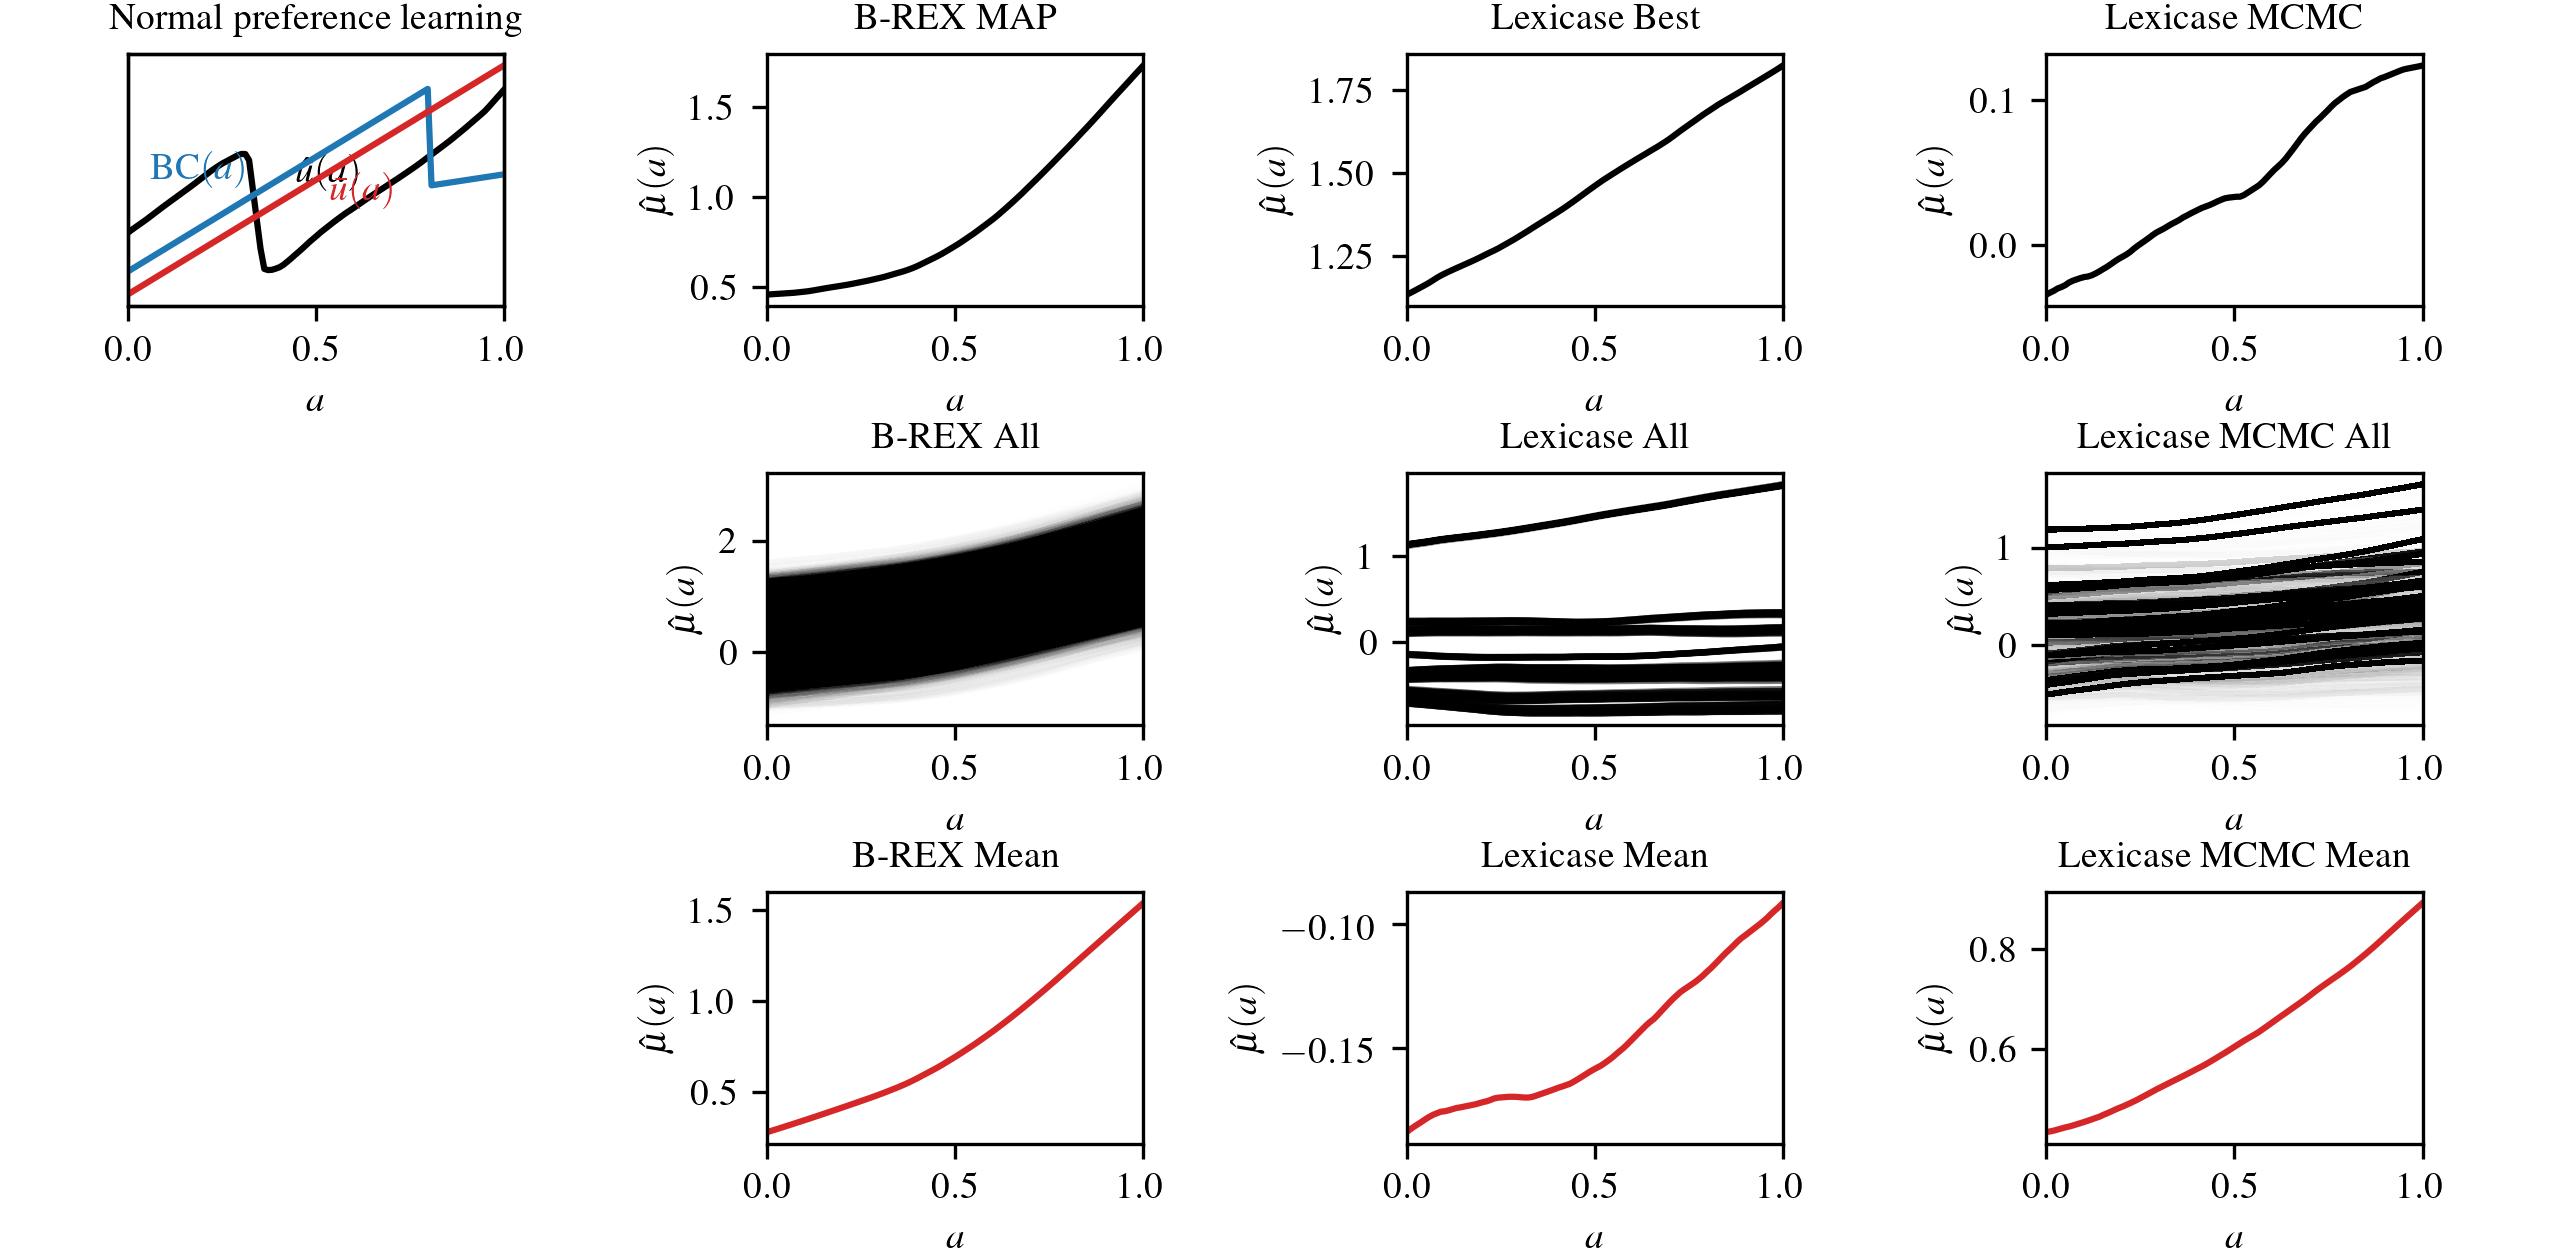 Normal preference learning
BC(a)
û(a)
u(a)
0.0 0.5 1.0
a
B-REX MAP
1.5
1.0
0.5
μ̂(a)
0.0 0.5 1.0
a
Lexicase Best
1.75
1.50
1.25
μ̂(a)
0.0 0.5 1.0
a
Lexicase MCMC
0.1
0.0
μ̂(a)
0.0 0.5 1.0
a
B-REX All
2
0
μ̂(a)
0.0 0.5 1.0
a
Lexicase All
1
0
μ̂(a)
0.0 0.5 1.0
a
Lexicase MCMC All
1
0
μ̂(a)
0.0 0.5 1.0
a
B-REX Mean
1.5
1.0
0.5
μ̂(a)
0.0 0.5 1.0
a
Lexicase Mean
−0.10
−0.15
μ̂(a)
0.0 0.5 1.0
a
Lexicase MCMC Mean
0.8
0.6
μ̂(a)
0.0 0.5 1.0
a